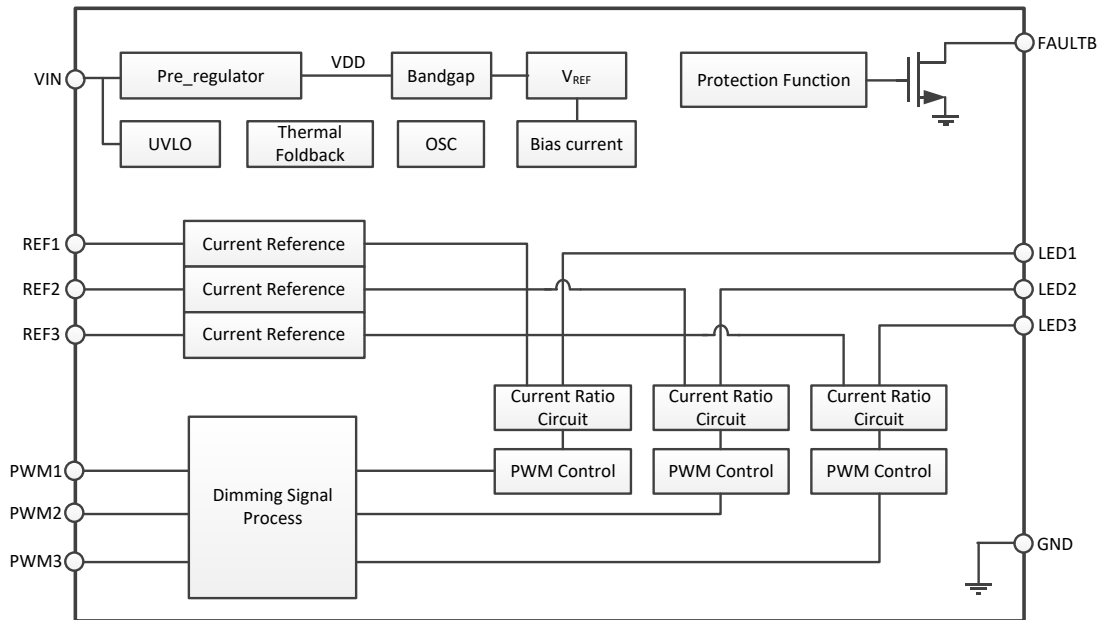 FAULTB
VIN
Pre_regulator
VDD
Bandgap
VREF
Protection Function
UVLO
Thermal
Foldback
OSC
Bias current
REF1
Current Reference
LED1
REF2
Current Reference
LED2
REF3
Current Reference
LED3
Current Ratio
Circuit
Current Ratio
Circuit
Current Ratio
Circuit
PWM1
PWM Control
PWM Control
PWM Control
Dimming Signal
Process
PWM2
PWM3
GND